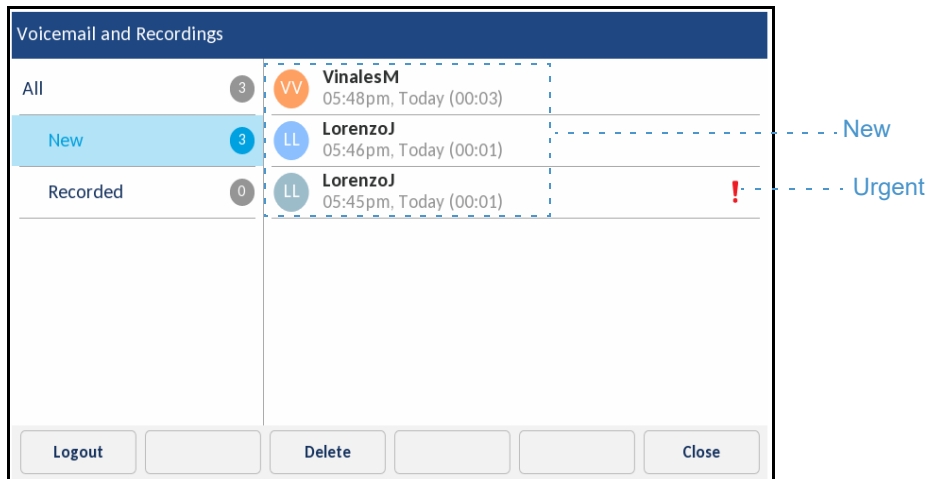 Voicemail and Recordings
All 3
New 3
Recorded 0
VV VinalesM
05:48pm, Today (00:03)
LL LorenzoJ
05:46pm, Today (00:01)
LL LorenzoJ
05:45pm, Today (00:01) !
New
Urgent
Logout Delete Close